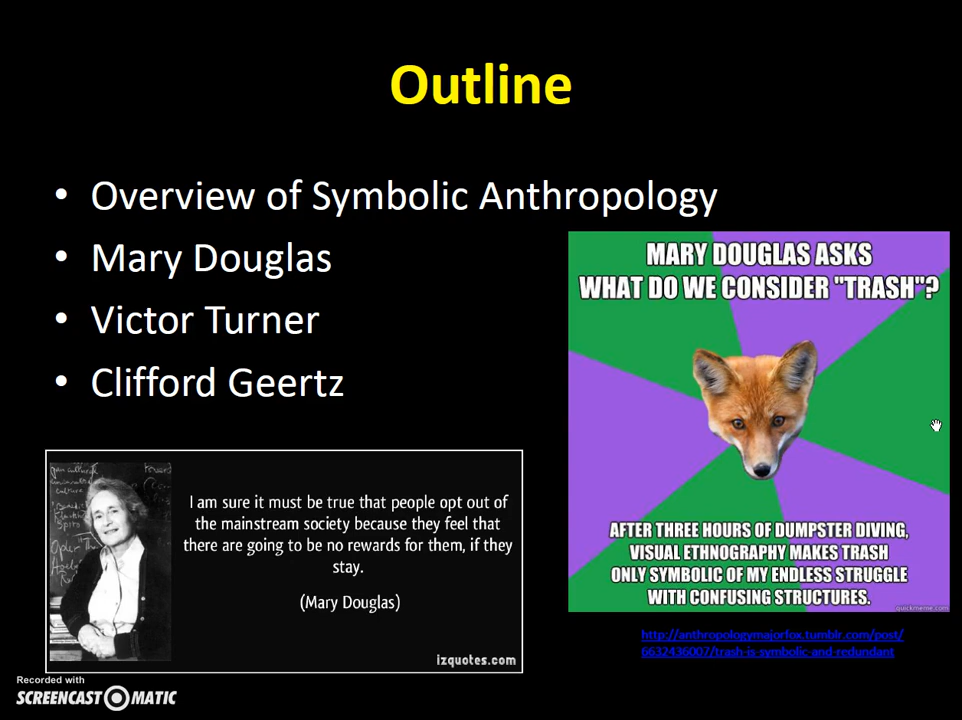 Outline
• Overview of Symbolic Anthropology
• Mary Douglas
• Victor Turner
• Clifford Geertz
MARY DOUGLAS ASKS
WHAT DO WE CONSIDER "TRASH"?
AFTER THREE HOURS OF DUMPSTER DIVING,
VISUAL ETHNOGRAPHY MAKES TRASH
ONLY SYMBOLIC OF MY ENDLESS STRUGGLE
WITH CONFUSING STRUCTURES.
quickmeme.com
http://anthropologymajorfox.tumblr.com/post/
6632436007/trash-is-symbolic-and-redundant
I am sure it must be true that people opt out of
the mainstream society because they feel that
there are going to be no rewards for them, if they
stay.
(Mary Douglas)
izquotes.com
Recorded with
SCREENCAST MATIC